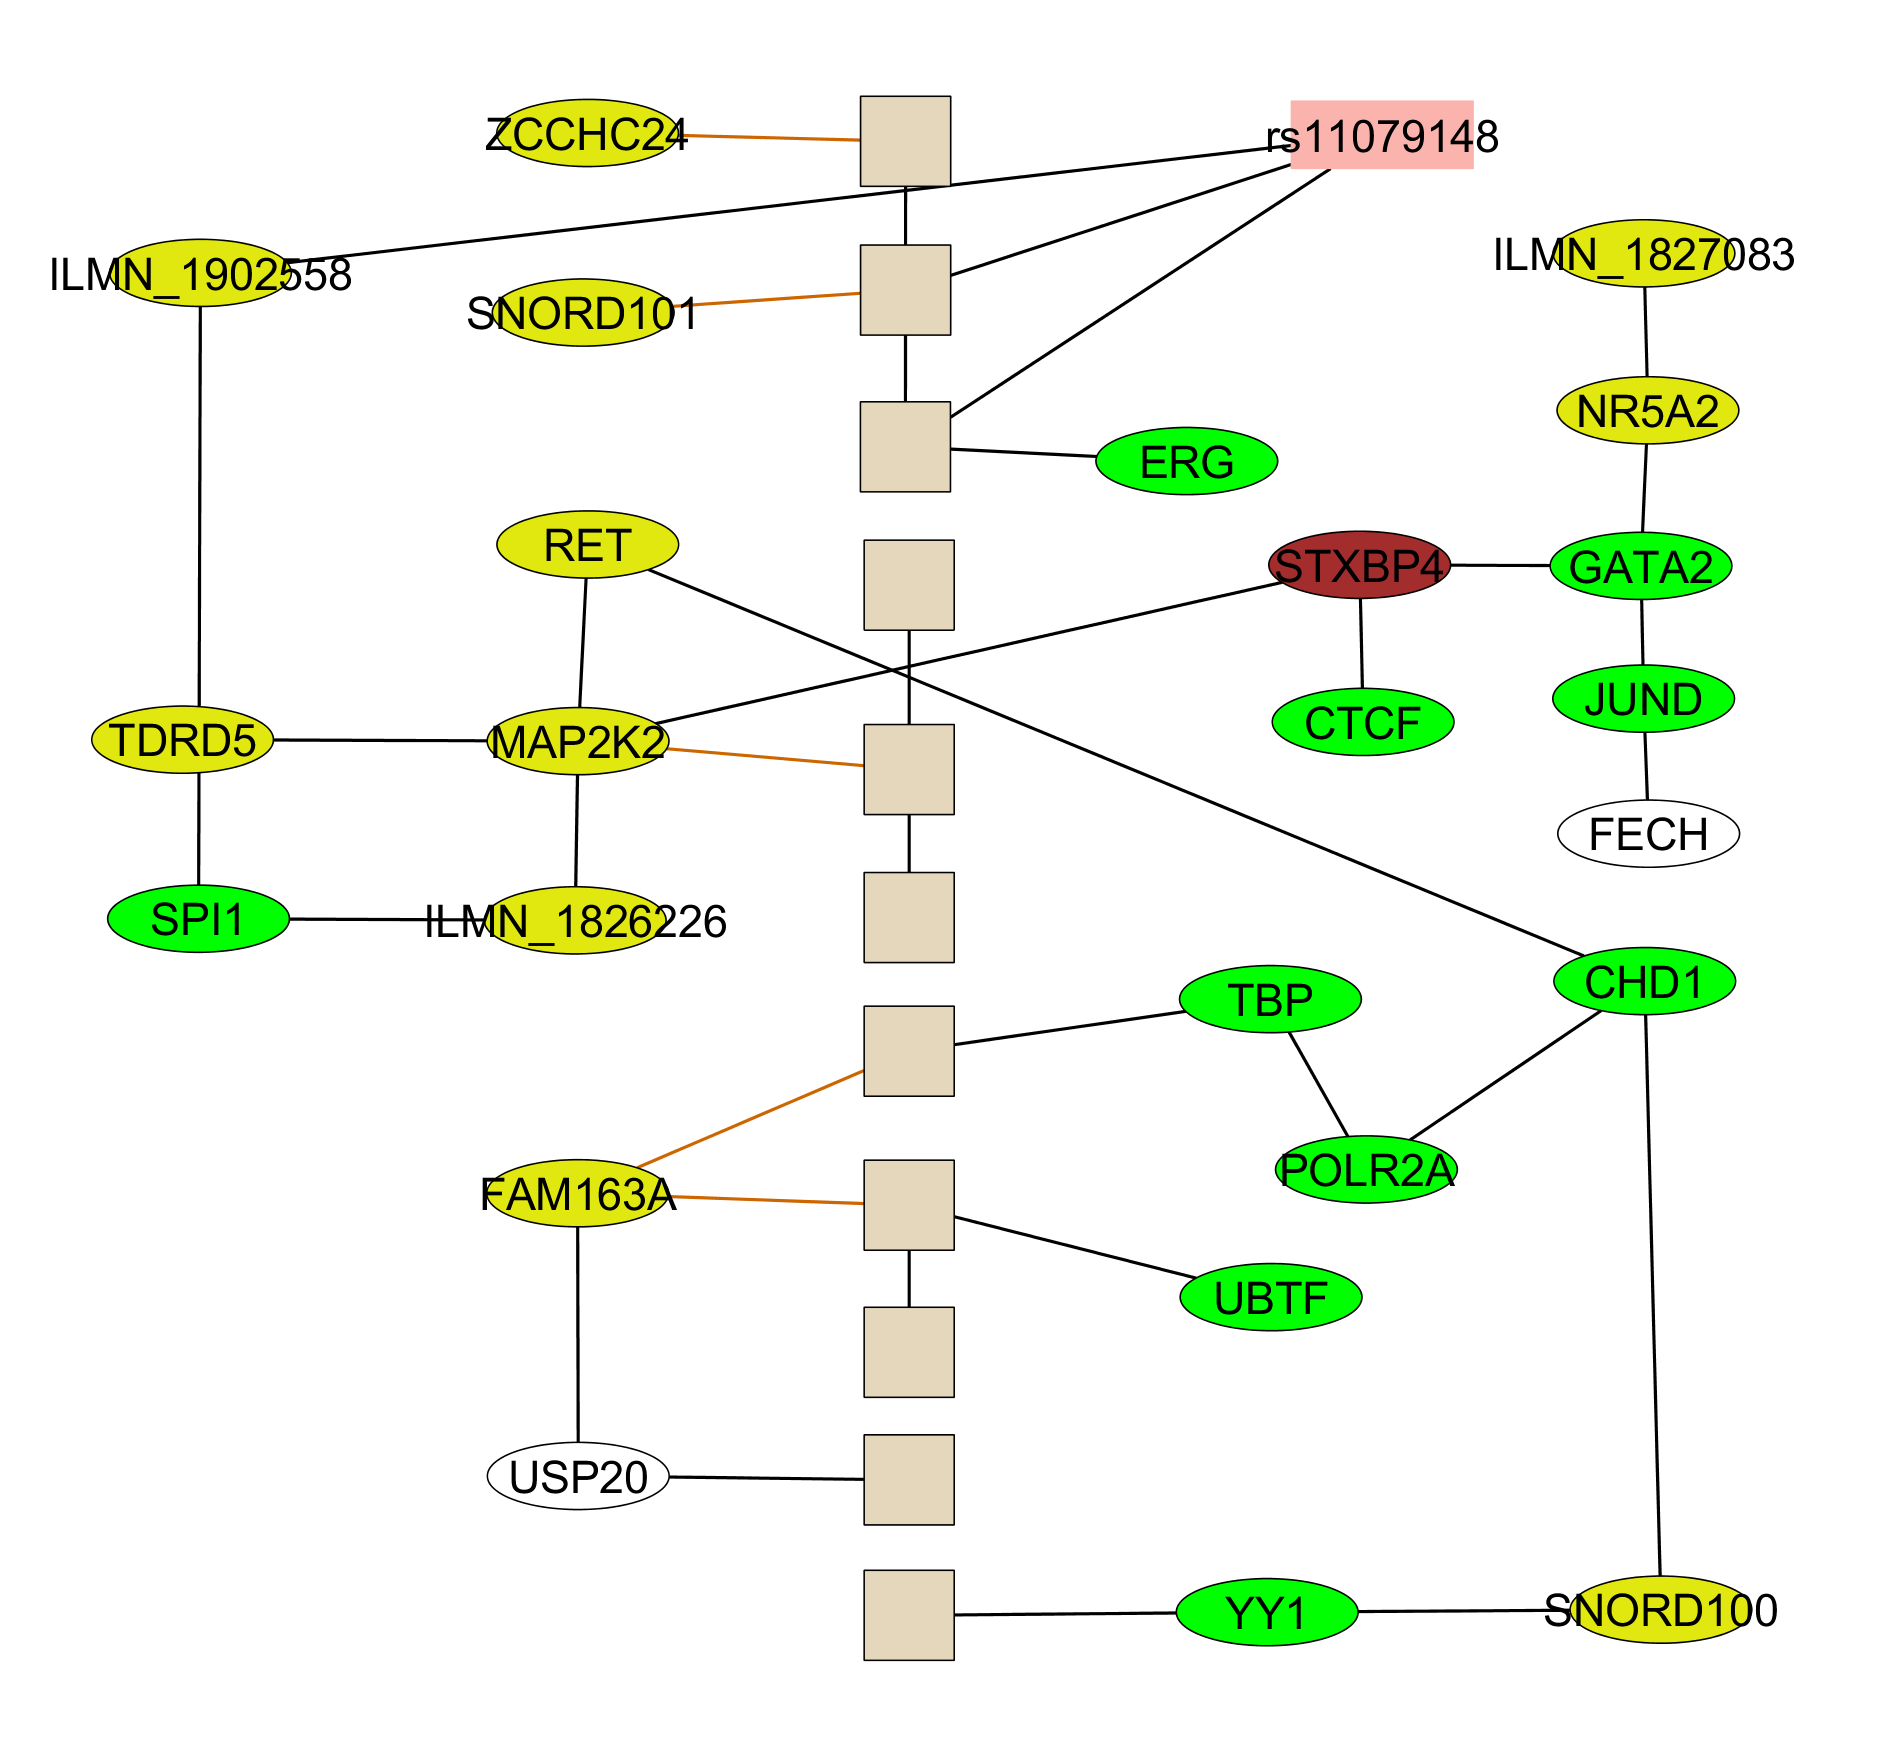 ZCCHC24
rs11079148
ILMN_1902558
ILMN_1827083
SNORD101
NR5A2
ERG
RET
STXBP4
GATA2
JUND
CTCF
TDRD5
MAP2K2
FECH
SPI1
ILMN_1826226
CHD1
TBP
POLR2A
FAM163A
UBTF
USP20
YY1
SNORD100